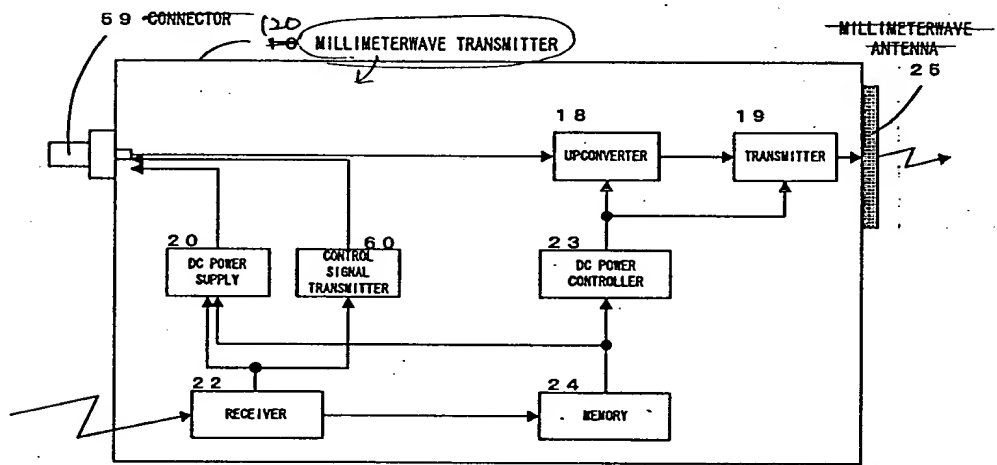 59 CONNECTOR
120
10 MILLIMETERWAVE TRANSMITTER
MILLIMETERWAVE
ANTENNA
25
18
UPCONVERTER
19
TRANSMITTER
20
DC POWER
SUPPLY
60
CONTROL
SIGNAL
TRANSMITTER
23
DC POWER
CONTROLLER
22
RECEIVER
24
MEMORY